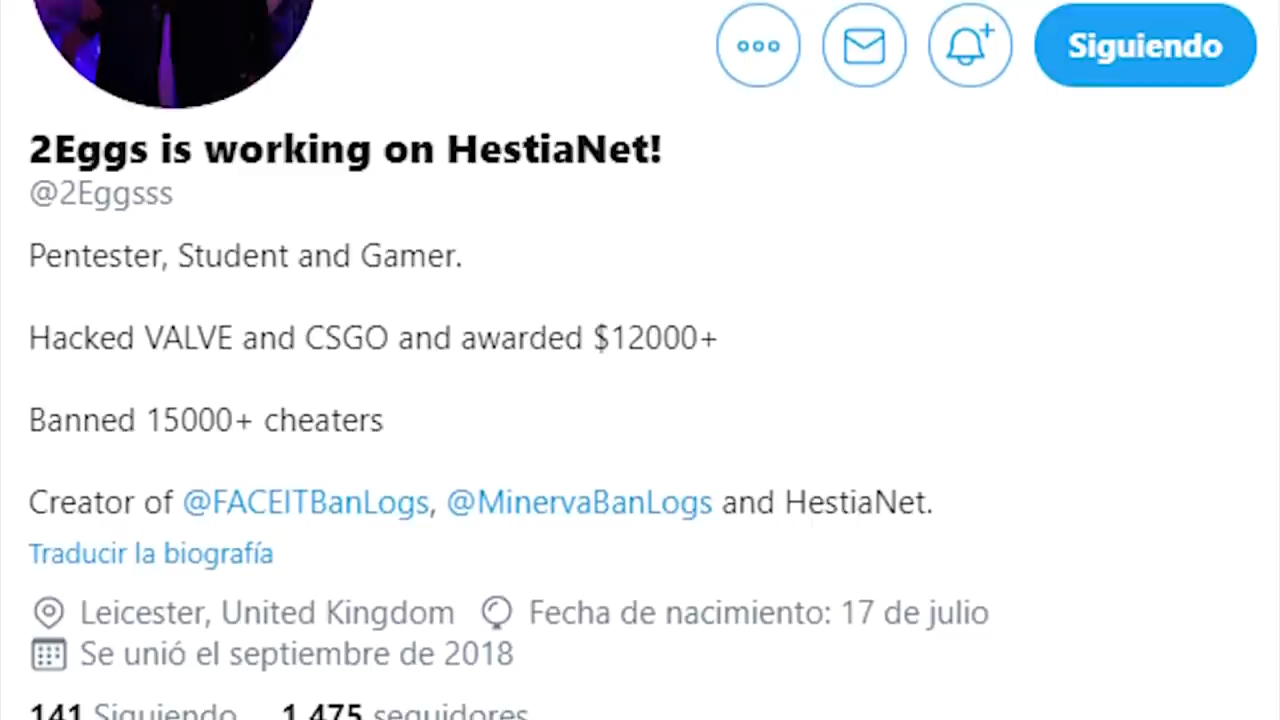 Siguiendo
2Eggs is working on HestiaNet!
@2Eggsss
Pentester, Student and Gamer.
Hacked VALVE and CSGO and awarded $12000+
Banned 15000+ cheaters
Creator of @FACEITBanLogs, @MinervaBanLogs and HestiaNet.
Traducir la biografía
Leicester, United Kingdom Fecha de nacimiento: 17 de julio
Se unió el septiembre de 2018
141 Siguiendo 1.475 seguidores